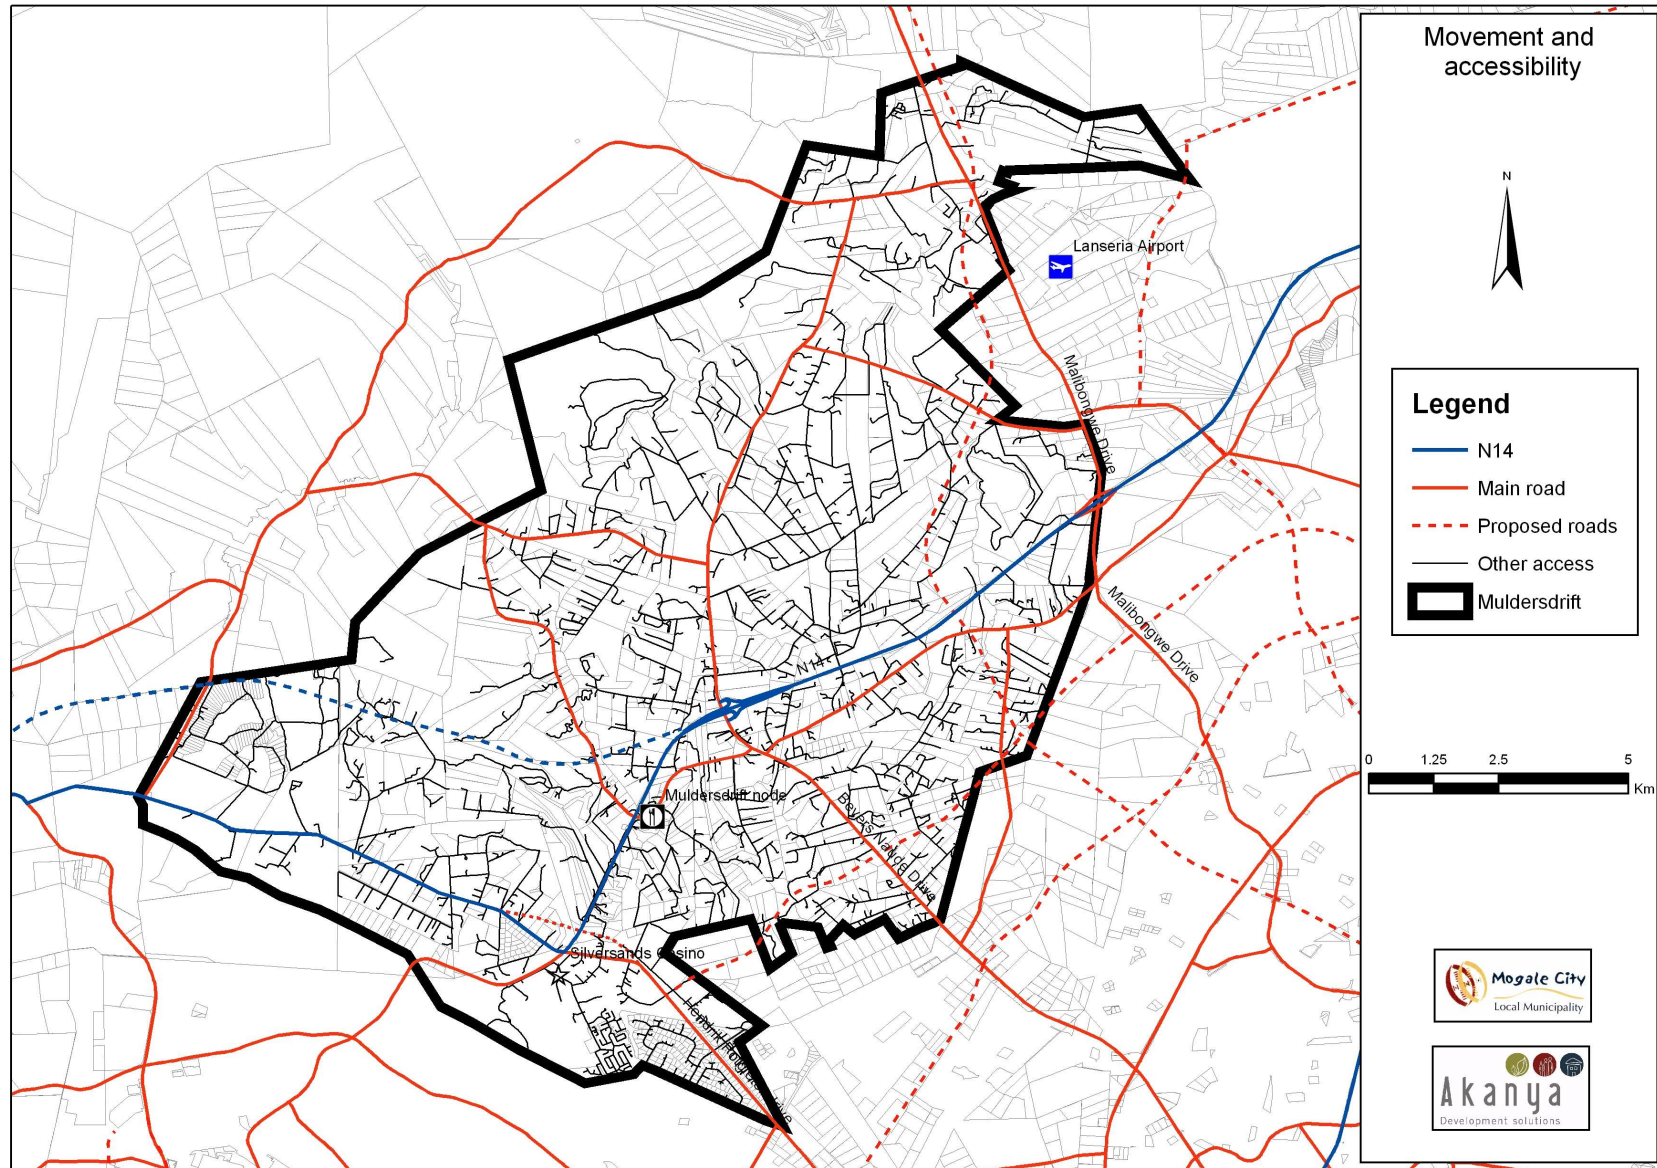 Movement and
accessibility
N
Lanseria Airport
Malibongwe Drive
Malibongwe Drive
N14
Muldersdrift node
Beyers Naude Drive
Silversands Casino
Legend
N14
Main road
Proposed roads
Other access
Muldersdrift
0 1.25 2.5 5
Km
Mogale City
Local Municipality
Akanya
Development solutions